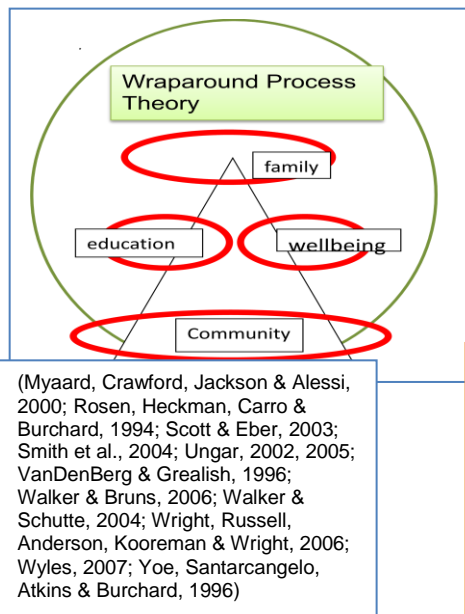 Wraparound Process
Theory
family
education
wellbeing
Community
(Myaard, Crawford, Jackson & Alessi,
2000; Rosen, Heckman, Carro &
Burchard, 1994; Scott & Eber, 2003;
Smith et al., 2004; Ungar, 2002, 2005;
VanDenBerg & Grealish, 1996;
Walker & Bruns, 2006; Walker &
Schutte, 2004; Wright, Russell,
Anderson, Kooreman & Wright, 2006;
Wyles, 2007; Yoe, Santarcangelo,
Atkins & Burchard, 1996)